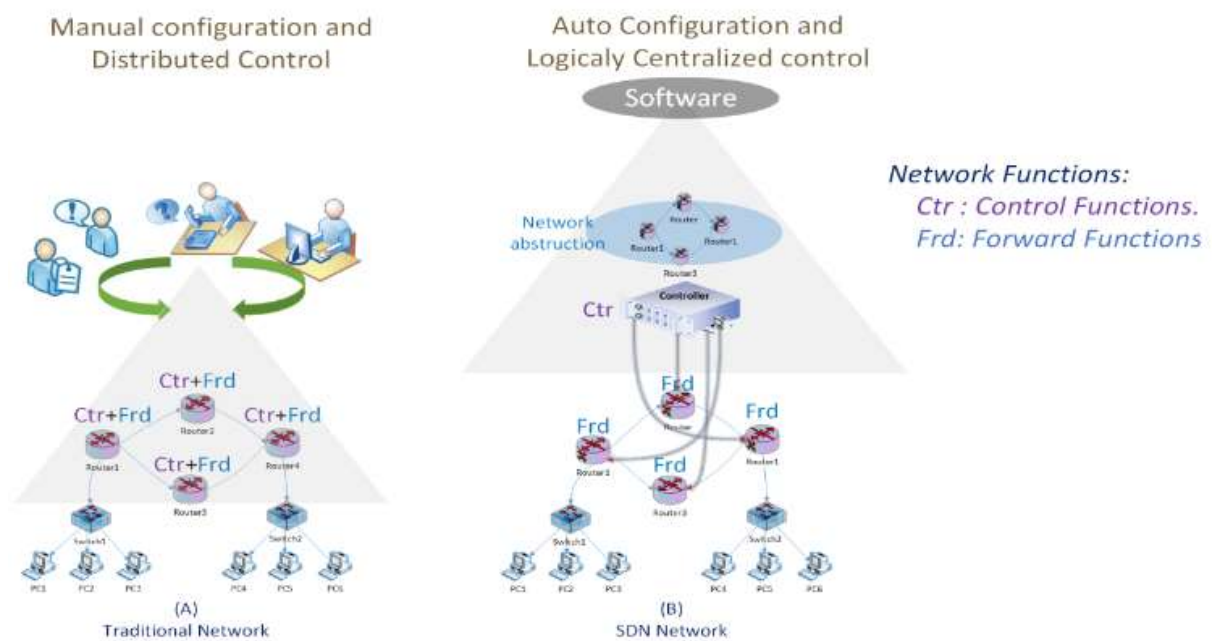 Manual configuration and
Distributed Control
Auto Configuration and
Logicaly Centralized control
Software
Network Functions:
Ctr : Control Functions.
Frd: Forward Functions
Network
abstruction
Router
Router1
Router1
Router3
Controller
Ctr
Ctr+Frd
Ctr+Frd
Ctr+Frd
Router2
Router1
Router4
Ctr+Frd
Router3
Switch1
Switch2
PC1
PC2
PC3
PC4
PC5
PC6
(A)
Traditional Network
Frd
Frd
Frd
Router
Router1
Router1
Frd
Router3
Switch1
Switch2
PC1
PC2
PC3
PC4
PC5
PC6
(B)
SDN Network